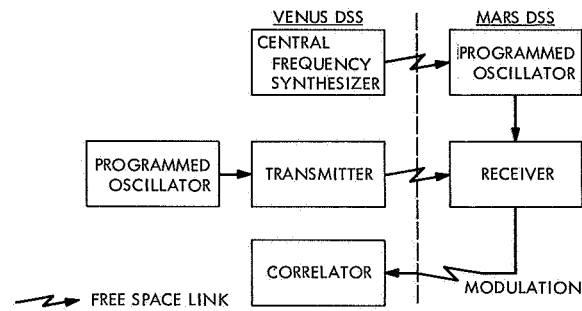 VENUS DSS
MARS DSS
CENTRAL
FREQUENCY
SYNTHESIZER
PROGRAMMED
OSCILLATOR
PROGRAMMED
OSCILLATOR
TRANSMITTER
RECEIVER
CORRELATOR
MODULATION
FREE SPACE LINK